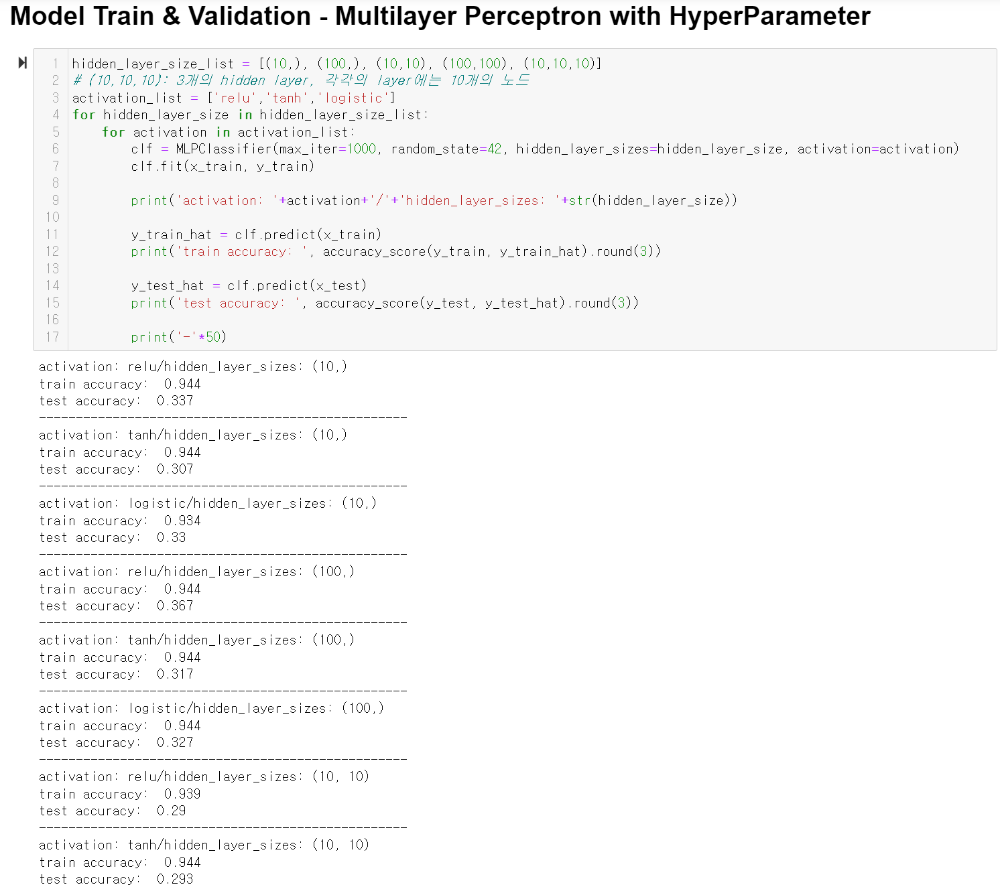 Model Train & Validation - Multilayer Perceptron with HyperParameter
1 hidden_layer_size_list = [(10,), (100,), (10,10), (100,100), (10,10,10)]
2 # (10,10,10): 3개의 hidden layer, 각각의 layer에는 10개의 노드
3 activation_list = ['relu','tanh','logistic']
4 for hidden_layer_size in hidden_layer_size_list:
5     for activation in activation_list:
6         clf = MLPClassifier(max_iter=1000, random_state=42, hidden_layer_sizes=hidden_layer_size, activation=activation)
7         clf.fit(x_train, y_train)
8
9         print('activation: '+activation+'/'+'hidden_layer_sizes: '+str(hidden_layer_size))
10
11         y_train_hat = clf.predict(x_train)
12         print('train accuracy: ', accuracy_score(y_train, y_train_hat).round(3))
13
14         y_test_hat = clf.predict(x_test)
15         print('test accuracy: ', accuracy_score(y_test, y_test_hat).round(3))
16
17         print('-'*50)
activation: relu/hidden_layer_sizes: (10,)
train accuracy:  0.944
test accuracy:  0.337
--------------------------------------------------
activation: tanh/hidden_layer_sizes: (10,)
train accuracy:  0.944
test accuracy:  0.307
--------------------------------------------------
activation: logistic/hidden_layer_sizes: (10,)
train accuracy:  0.934
test accuracy:  0.33
--------------------------------------------------
activation: relu/hidden_layer_sizes: (100,)
train accuracy:  0.944
test accuracy:  0.367
--------------------------------------------------
activation: tanh/hidden_layer_sizes: (100,)
train accuracy:  0.944
test accuracy:  0.317
--------------------------------------------------
activation: logistic/hidden_layer_sizes: (100,)
train accuracy:  0.944
test accuracy:  0.327
--------------------------------------------------
activation: relu/hidden_layer_sizes: (10, 10)
train accuracy:  0.939
test accuracy:  0.29
--------------------------------------------------
activation: tanh/hidden_layer_sizes: (10, 10)
train accuracy:  0.944
test accuracy:  0.293